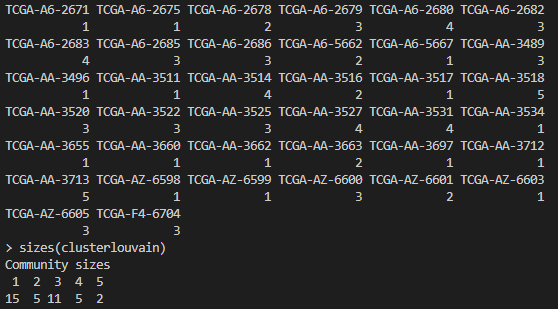 TCGA-A6-2671 TCGA-A6-2675 TCGA-A6-2678 TCGA-A6-2679 TCGA-A6-2680 TCGA-A6-2682
1 1 2 3 4 3
TCGA-A6-2683 TCGA-A6-2685 TCGA-A6-2686 TCGA-A6-5662 TCGA-A6-5667 TCGA-AA-3489
4 3 3 2 1 3
TCGA-AA-3496 TCGA-AA-3511 TCGA-AA-3514 TCGA-AA-3516 TCGA-AA-3517 TCGA-AA-3518
1 1 4 2 1 5
TCGA-AA-3520 TCGA-AA-3522 TCGA-AA-3525 TCGA-AA-3527 TCGA-AA-3531 TCGA-AA-3534
3 3 3 4 4 1
TCGA-AA-3655 TCGA-AA-3660 TCGA-AA-3662 TCGA-AA-3663 TCGA-AA-3697 TCGA-AA-3712
1 1 1 2 1 1
TCGA-AA-3713 TCGA-AZ-6598 TCGA-AZ-6599 TCGA-AZ-6600 TCGA-AZ-6601 TCGA-AZ-6603
5 1 1 3 2 1
TCGA-AZ-6605 TCGA-F4-6704
3 3
> sizes(clusterlouvain)
Community sizes
1 2 3 4 5
15 5 11 5 2